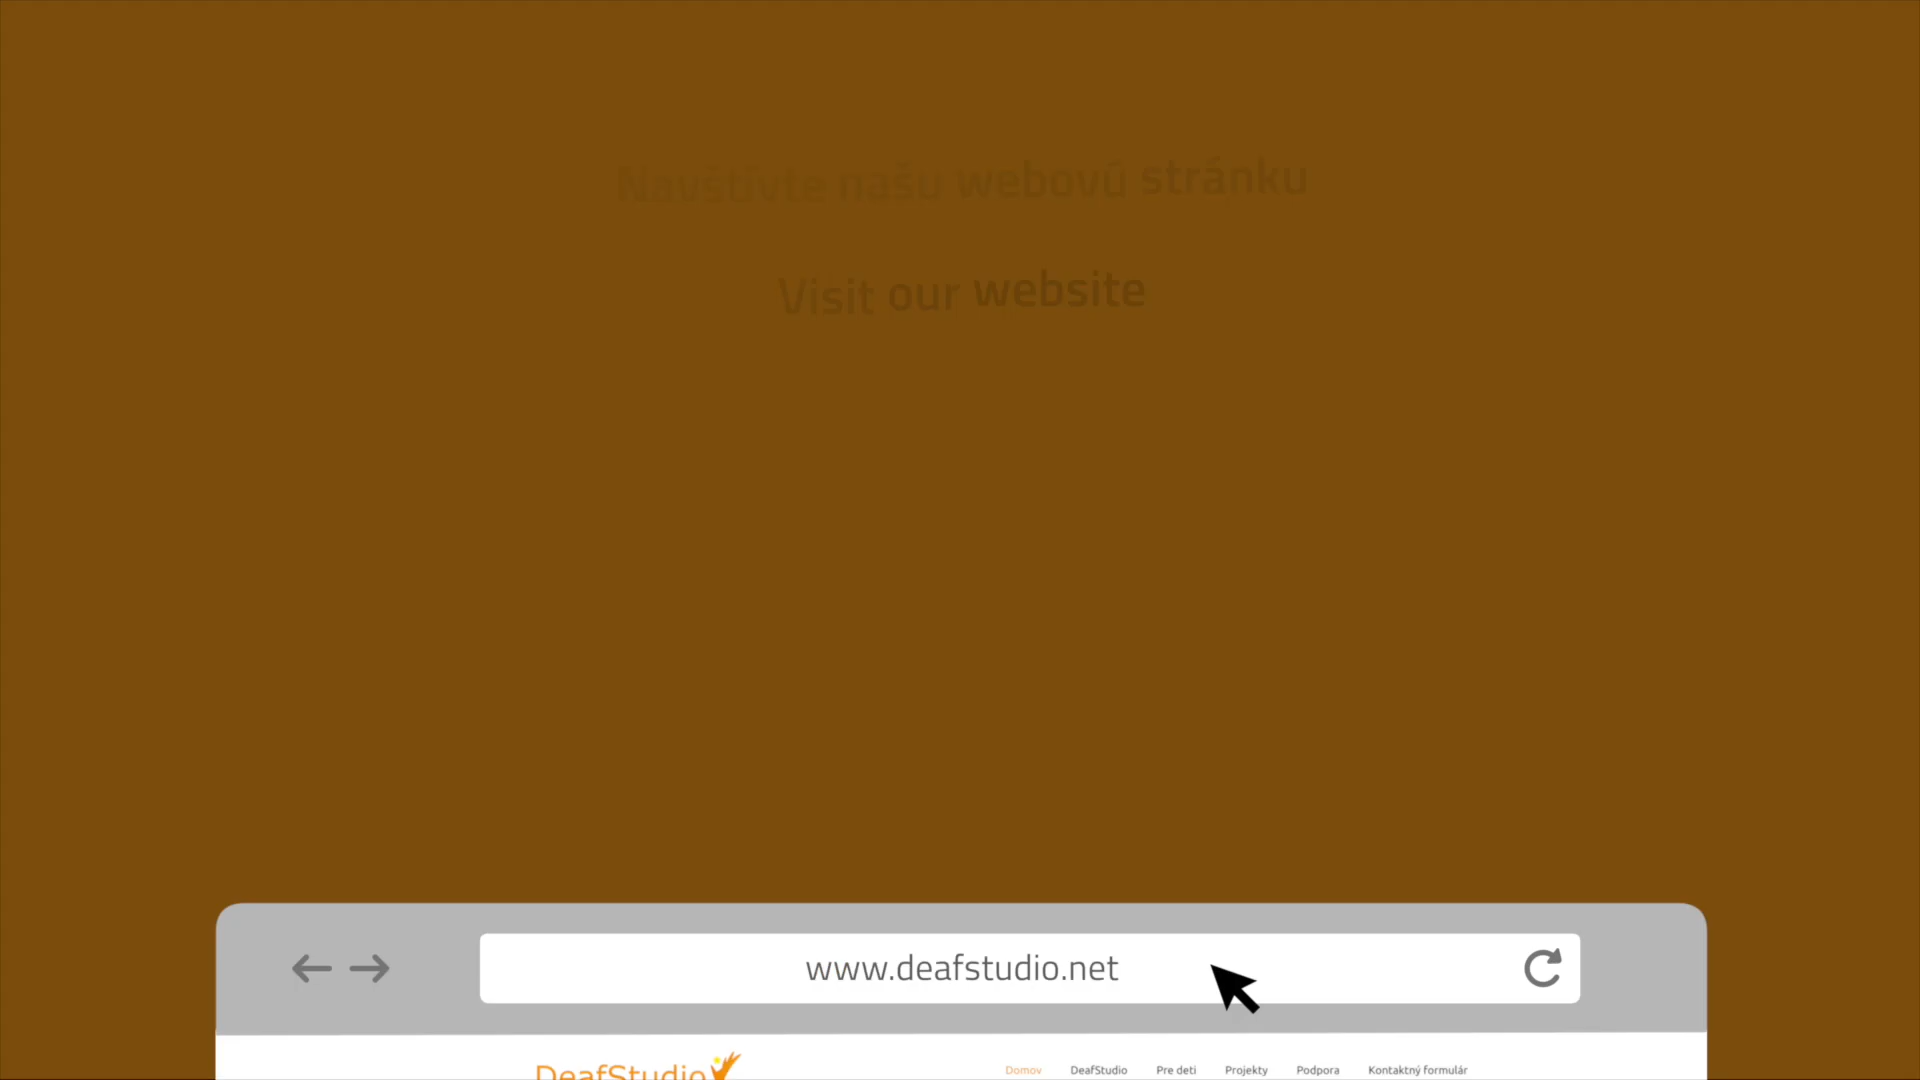 Navštívte našu webovú stránku
Visit our website
www.deafstudio.net
DeafStudio
Domov DeafStudio Pre deti Projekty Podpora Kontaktný formulár